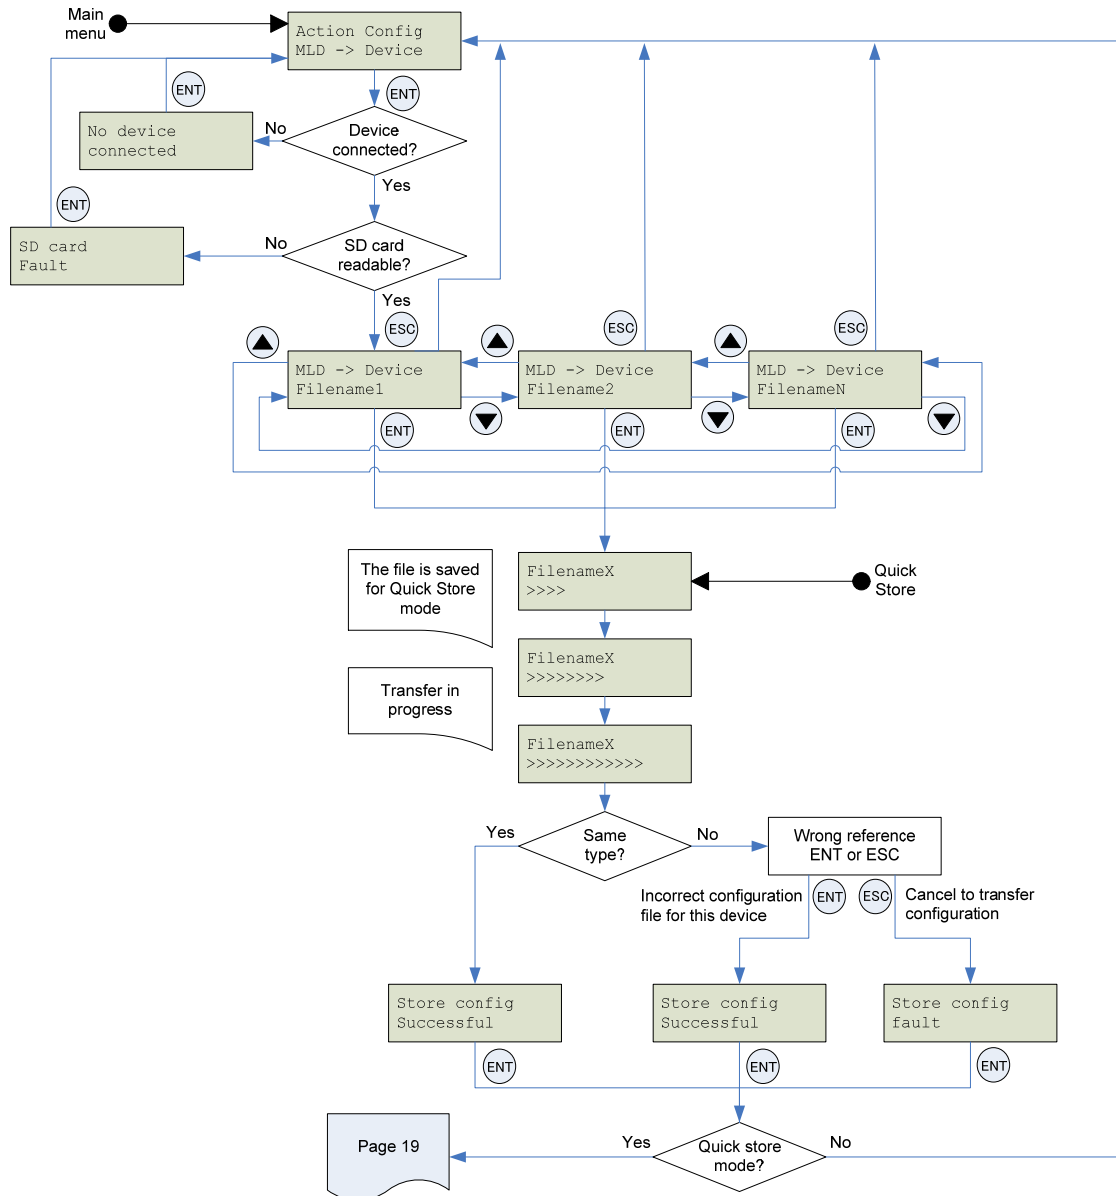 Main
menu
Action Config
MLD -> Device
ENT
ENT
No device
connected
No
Device
connected?
Yes
ENT
SD card
Fault
No
SD card
readable?
Yes
ESC
ESC
ESC
MLD -> Device
Filename1
MLD -> Device
Filename2
MLD -> Device
FilenameN
ENT
ENT
ENT
The file is saved
for Quick Store
mode
FilenameX
>>>>
Quick
Store
FilenameX
>>>>>>>>
Transfer in
progress
FilenameX
>>>>>>>>>>>>
Yes
Same
type?
No
Wrong reference
ENT or ESC
Incorrect configuration
file for this device
ENT
ESC
Cancel to transfer
configuration
Store config
Successful
Store config
Successful
Store config
fault
ENT
ENT
ENT
Page 19
Yes
Quick store
mode?
No